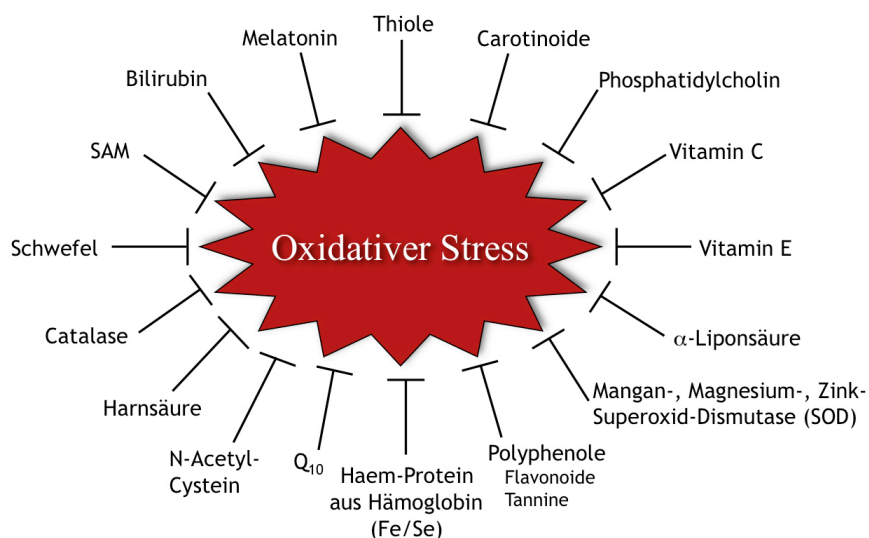 Thiole
Melatonin
Carotinoide
Bilirubin
Phosphatidylcholin
SAM
Vitamin C
Schwefel
Oxidativer Stress
Vitamin E
Catalase
α-Liponsäure
Harnsäure
Mangan-, Magnesium-, Zink-
Superoxid-Dismutase (SOD)
N-Acetyl-
Cystein
Q10
Haem-Protein
aus Hämoglobin
(Fe/Se)
Polyphenole
Flavonoide
Tannine